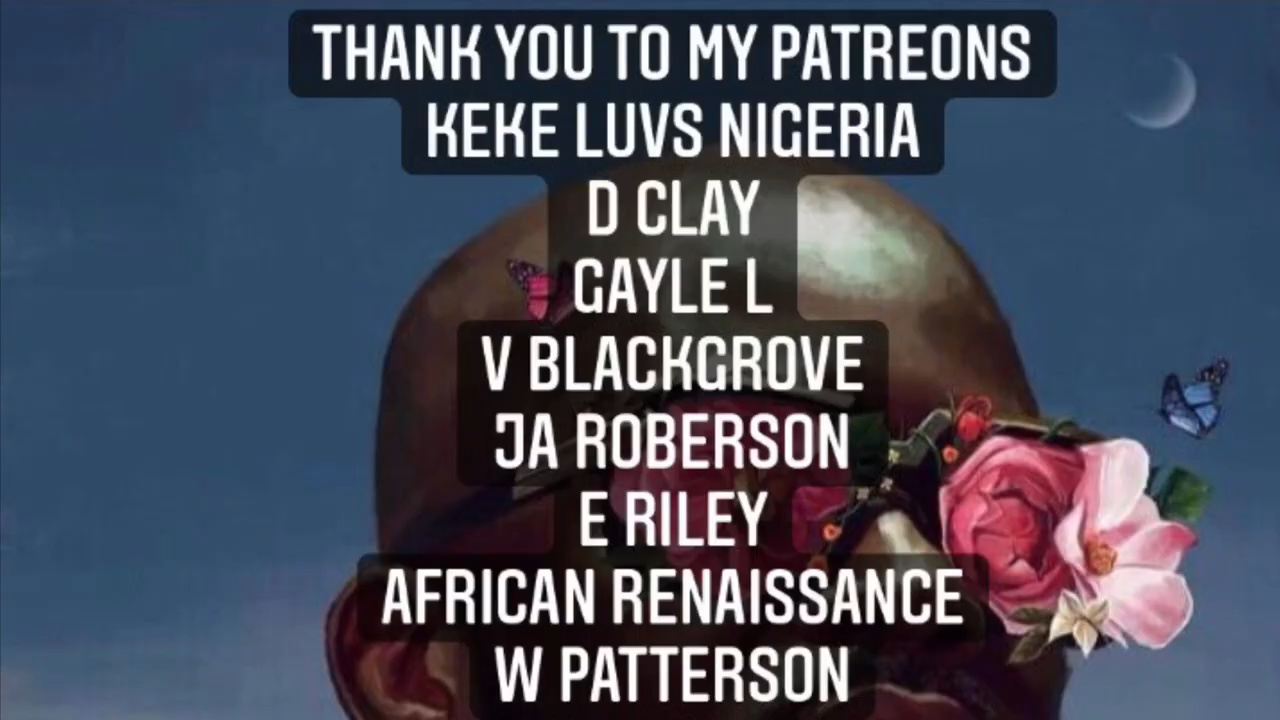 THANK YOU TO MY PATREONS
KEKE LUVS NIGERIA
D CLAY
GAYLE L
V BLACKGROVE
JA ROBERSON
E RILEY
AFRICAN RENAISSANCE
W PATTERSON